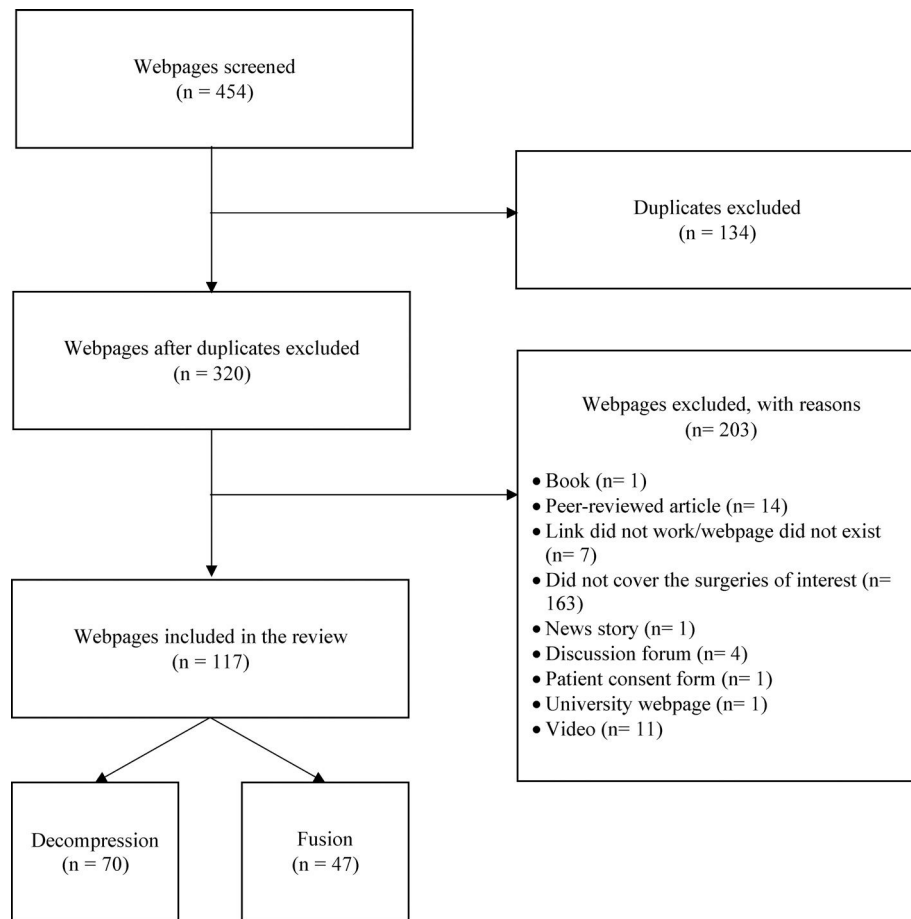 Webpages screened
(n = 454)
Duplicates excluded
(n = 134)
Webpages after duplicates excluded
(n = 320)
Webpages excluded, with reasons
(n= 203)
• Book (n= 1)
• Peer-reviewed article (n= 14)
• Link did not work/webpage did not exist
(n= 7)
• Did not cover the surgeries of interest (n=
163)
• News story (n= 1)
• Discussion forum (n= 4)
• Patient consent form (n= 1)
• University webpage (n= 1)
• Video (n= 11)
Webpages included in the review
(n = 117)
Decompression
(n = 70)
Fusion
(n = 47)